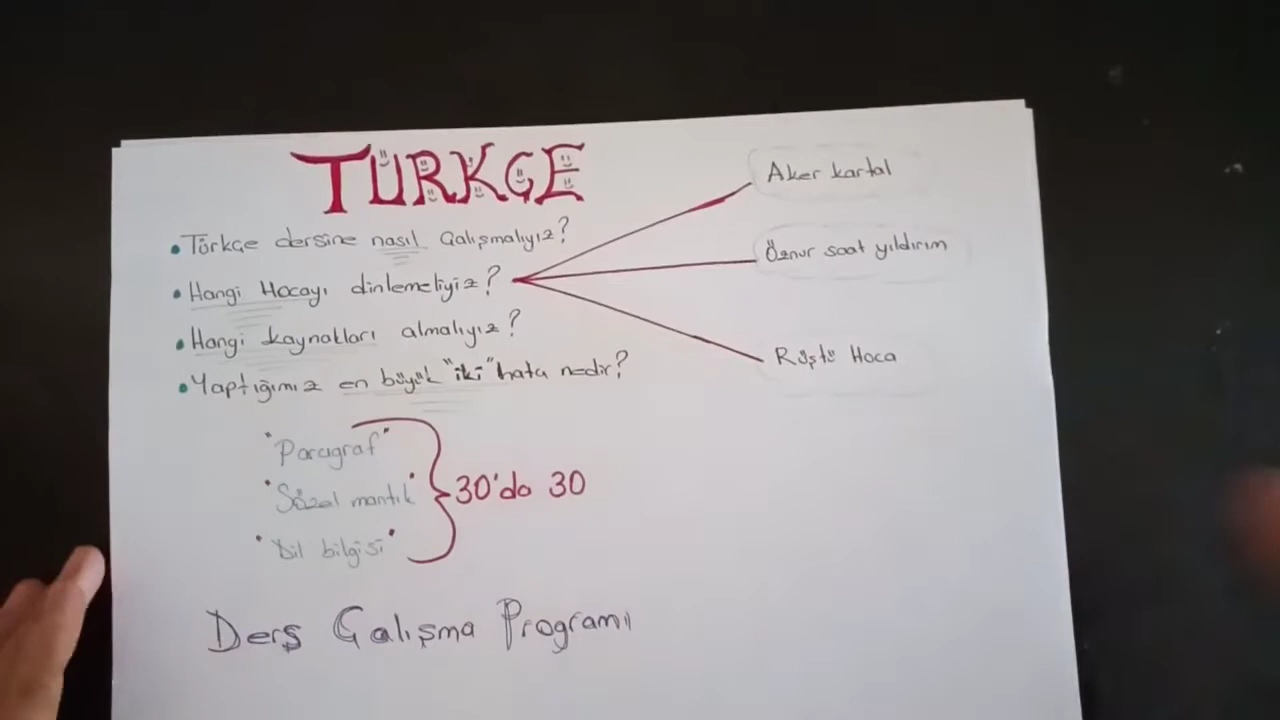 TÜRKÇE
• Türkçe dersine nasıl Çalışmalıyız?
• Hangi Hocayı dinlemeliyiz?
• Hangi kaynakları almalıyız?
• Yaptığımız en büyük "iki" hata nedir?
Aker kartal
Öznur saat yıldırım
Rüştü Hoca
"Paragraf"
"Sözel mantık"
"Dil bilgisi"
30'da 30
Ders Çalışma Programı